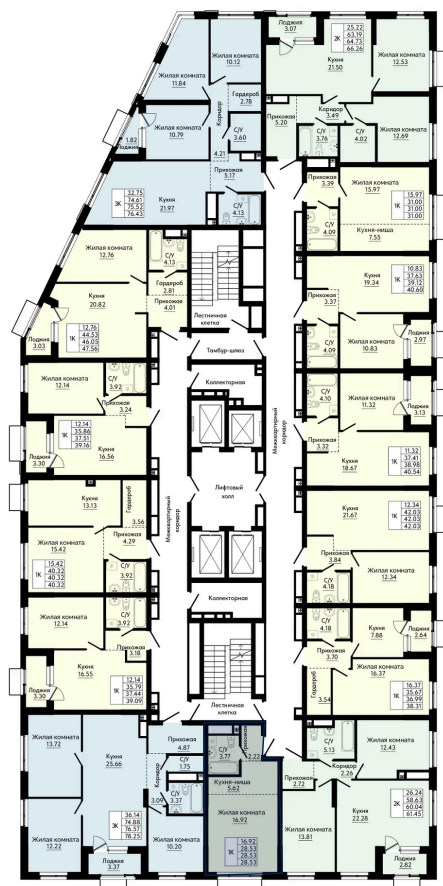 Лоджия
3.07
2К
25.22
63.19
64.73
66.26
Жилая комната
10.12
Кухня
21.50
Жилая комната
12.53
Жилая комната
11.84
Гардероб
2.78
Коридор
3.49
Прихожая
5.20
Жилая комната
10.79
Коридор
4.21
С/У
3.60
С/У
3.76
С/У
4.02
Жилая комната
12.69
1.82
Лоджия
Прихожая
5.17
Прихожая
3.39
Жилая комната
15.97
3К
32.75
74.61
75.52
76.43
Кухня
21.97
С/У
4.13
1К
15.97
31.00
31.00
31.00
С/У
4.09
Кухня-ниша
7.55
Жилая комната
12.76
С/У
4.13
Кухня
19.34
1К
10.83
37.63
39.12
40.60
Гардероб
2.81
Прихожая
3.37
Кухня
20.82
Прихожая
4.01
Лестничная
клетка
1К
12.76
44.53
46.05
47.56
Лоджия
3.03
Тамбур-шлюз
С/У
4.09
Жилая комната
10.83
Лоджия
2.97
Жилая комната
12.14
С/У
3.92
Коллекторная
С/У
4.10
Жилая комната
11.32
Лоджия
3.13
Прихожая
3.24
Межквартирный
коридор
1К
12.14
35.86
37.51
39.16
Кухня
16.56
Лоджия
3.30
Прихожая
3.32
Кухня
18.67
1К
11.32
37.41
38.98
40.54
Кухня
13.13
Гардероб
3.56
Лифтовый
холл
Кухня
21.67
1К
12.34
42.03
42.03
42.03
Жилая комната
15.42
Прихожая
4.29
Межквартирный
коридор
Прихожая
3.84
1К
15.42
40.32
40.32
40.32
С/У
3.92
С/У
4.18
Жилая комната
12.34
Жилая комната
12.14
С/У
3.92
Коллекторная
С/У
4.18
Кухня
7.88
Лоджия
2.64
Прихожая
3.18
Прихожая
3.70
Кухня
16.55
Жилая комната
16.37
1К
12.14
35.79
37.44
39.09
Лоджия
3.30
Гардероб
3.54
1К
16.37
35.67
36.99
38.31
Лестничная
клетка
Жилая комната
13.72
Кухня
25.66
Прихожая
4.87
С/У
1.75
С/У
3.77
Прихожая
2.22
С/У
5.13
Жилая комната
12.43
Коридор
3.09
С/У
3.37
Кухня-ниша
5.62
Прихожая
2.72
Коридор
2.26
3К
36.14
74.88
76.57
78.25
Жилая комната
16.92
Жилая комната
13.81
Кухня
22.28
2К
26.24
58.63
60.04
61.45
Жилая комната
12.22
Лоджия
3.37
Жилая комната
10.20
1К
16.92
28.53
28.53
28.53
Лоджия
2.82